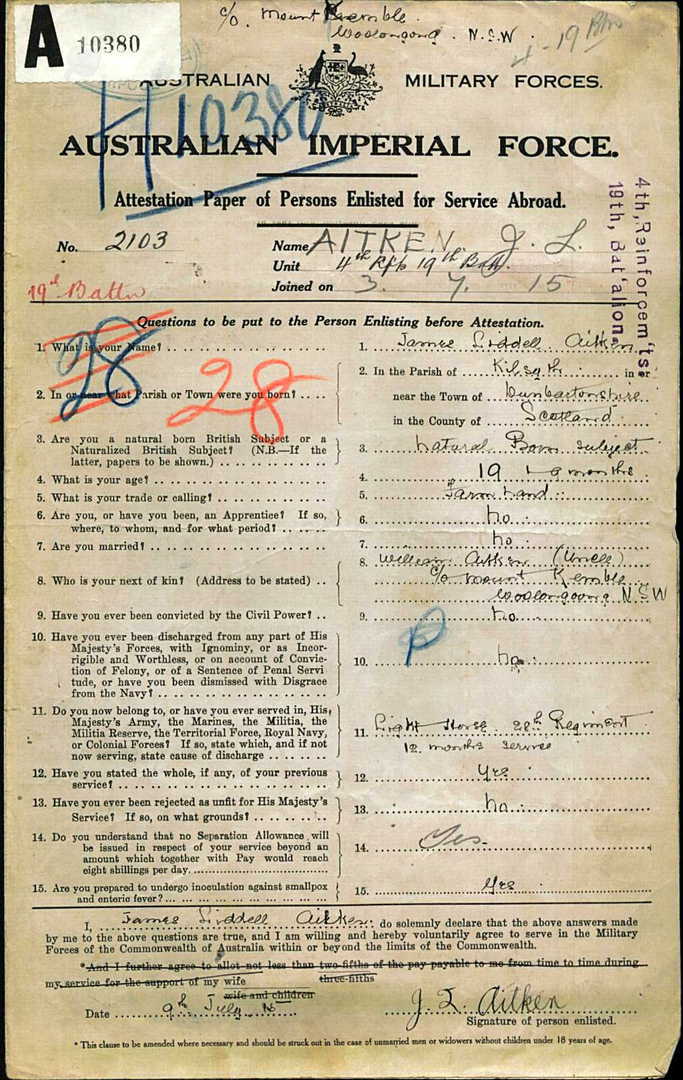 c/o. Mount Kemble.
Woolongong. N.S.W.
A 10380
4-19 Btn
AUSTRALIAN MILITARY FORCES.
10380
AUSTRALIAN IMPERIAL FORCE.
Attestation Paper of Persons Enlisted for Service Abroad.
4th, Reinforcem'ts,
19th, Battalion.
No. 2103 Name AITKEN. J. L.
Unit 4th Rfts 19th Batt.
19th Battn Joined on 3. 7. 15
Questions to be put to the Person Enlisting before Attestation.
28
28
1. What is your Name? 1. James Liddell Aitken
2. In or near what Parish or Town were you born? 2. In the Parish of Kilsyth in or
near the Town of Dunbartonshire
in the County of Scotland
3. Are you a natural born British Subject or a
Naturalized British Subject? (N.B.—If the
latter, papers to be shown.) 3. Natural Born Subject
4. What is your age? 4. 19 months
5. What is your trade or calling? 5. Farm hand
6. Are you, or have you been, an Apprentice? If so,
where, to whom, and for what period? 6. No
7. Are you married? 7. No
8. Who is your next of kin? (Address to be stated) 8. William Aitken (Uncle)
c/o Mount Kemble
Woolongong NSW
9. Have you ever been convicted by the Civil Power? 9. No
10. Have you ever been discharged from any part of His
Majesty's Forces, with Ignominy, or as Incor-
rigible and Worthless, or on account of Convic-
tion of Felony, or of a Sentence of Penal Servi
tude, or have you been dismissed with Disgrace
from the Navy? 10. No
11. Do you now belong to, or have you ever served in, His
Majesty's Army, the Marines, the Militia, the
Militia Reserve, the Territorial Force, Royal Navy,
or Colonial Forces? If so, state which, and if not
now serving, state cause of discharge 11. Light Horse 28th Regiment
12 months service
12. Have you stated the whole, if any, of your previous
service? 12. Yes
13. Have you ever been rejected as unfit for His Majesty's
Service? If so, on what grounds? 13. No
14. Do you understand that no Separation Allowance will
be issued in respect of your service beyond an
amount which together with Pay would reach
eight shillings per day. 14. Yes.
15. Are you prepared to undergo inoculation against smallpox
and enteric fever? 15. Yes
I, James Liddell Aitken, do solemnly declare that the above answers made
by me to the above questions are true, and I am willing and hereby voluntarily agree to serve in the Military
Forces of the Commonwealth of Australia within or beyond the limits of the Commonwealth.
*And I further agree to allot not less than two-fifths of the pay payable to me from time to time during
three-fifths
my service for the support of my wife
wife and children
Date 9th July 15 J. L. Aitken
Signature of person enlisted.
* This clause to be amended where necessary and should be struck out in the case of unmarried men or widowers without children under 18 years of age.